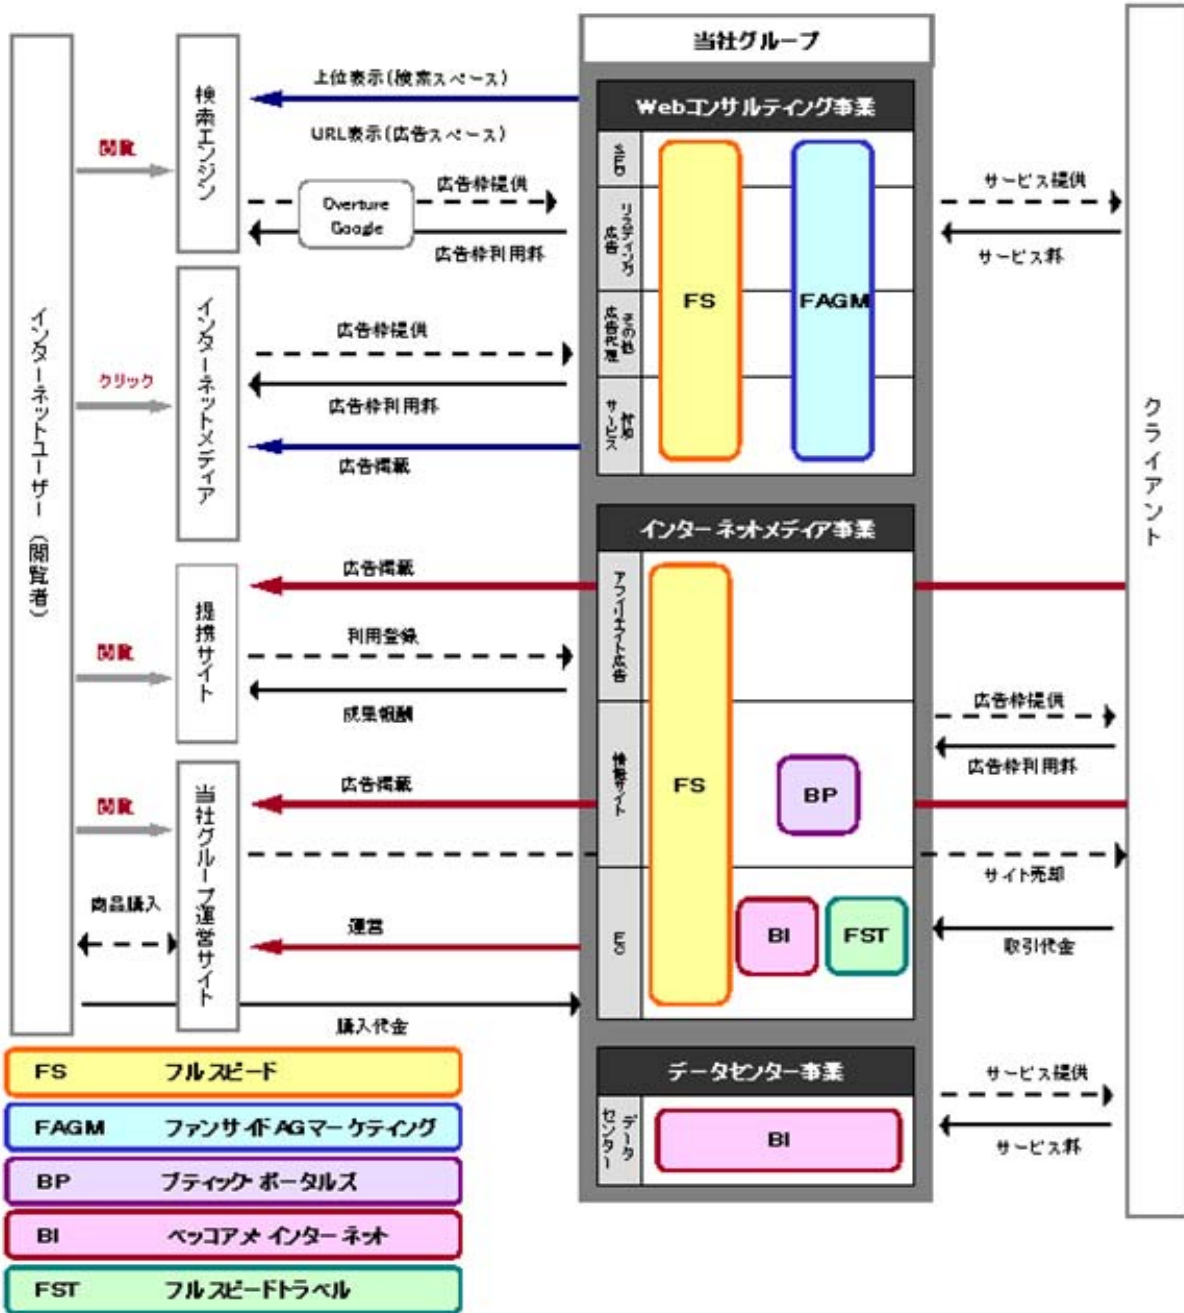 当社グループ
インターネットユーザー（閲覧者）
検索エンジン
インターネットメディア
提携サイト
当社グループ運営サイト
閲覧
クリック
閲覧
閲覧
商品購入
上位表示（検索スペース）
URL表示（広告スペース）
広告枠提供
Overture
Google
広告枠利用料
広告枠提供
広告枠利用料
広告掲載
広告掲載
利用登録
成果報酬
広告掲載
運営
購入代金
Webコンサルティング事業
SEO
リスティング
広告
その他
広告代理
付加
サービス
FS
FAGM
インターネットメディア事業
アフィリエイト広告
情報サイト
EC
FS
BP
BI
FST
データセンター事業
データ
センター
BI
サービス提供
サービス料
広告枠提供
広告枠利用料
サイト売却
取引代金
サービス提供
サービス料
クライアント
FS フルスピード
FAGM ファンサイドAGマーケティング
BP ブティック・ポータルズ
BI ベッコアメ・インターネット
FST フルスピードトラベル